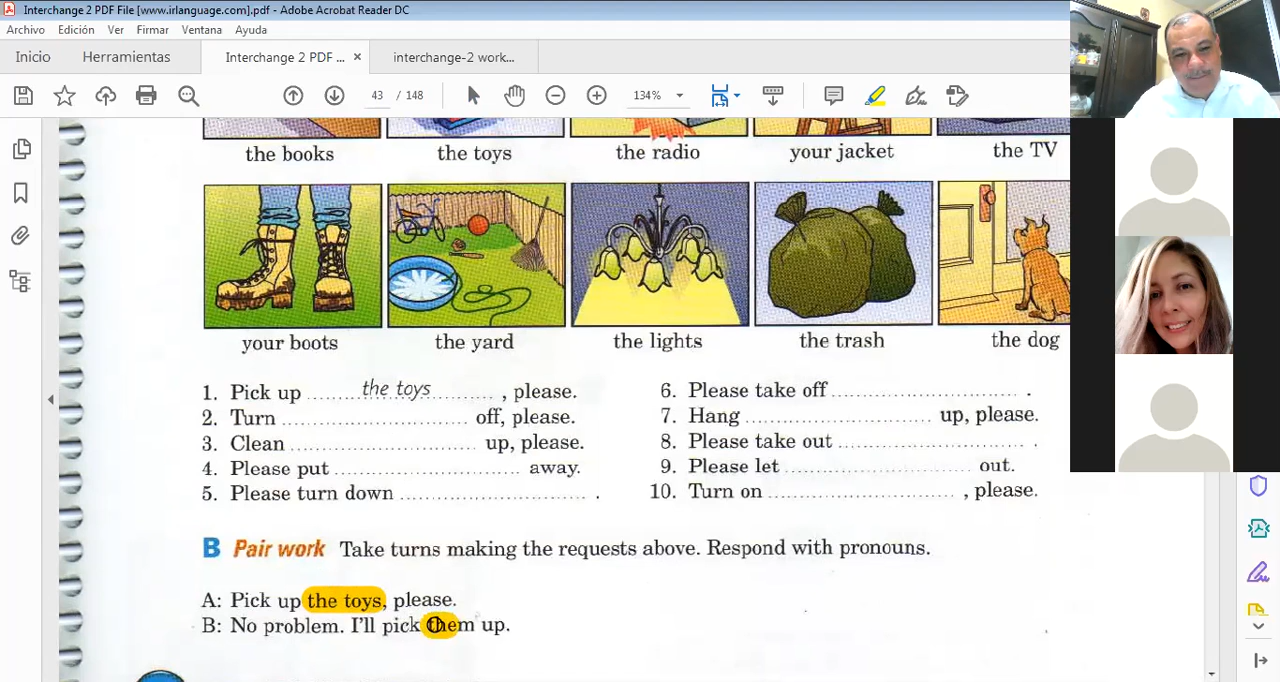 Interchange 2 PDF File [www.irlanguage.com].pdf - Adobe Acrobat Reader DC
Archivo Edición Ver Firmar Ventana Ayuda
Inicio Herramientas Interchange 2 PDF ... × interchange-2 work...
43 / 148 134%
the books the toys the radio your jacket the TV
your boots the yard the lights the trash the dog
1. Pick up the toys, please.
2. Turn .............................. off, please.
3. Clean .............................. up, please.
4. Please put .............................. away.
5. Please turn down .............................. .
6. Please take off .............................. .
7. Hang .............................. up, please.
8. Please take out .............................. .
9. Please let .............................. out.
10. Turn on .............................. , please.
B Pair work Take turns making the requests above. Respond with pronouns.
A: Pick up the toys, please.
B: No problem. I'll pick them up.